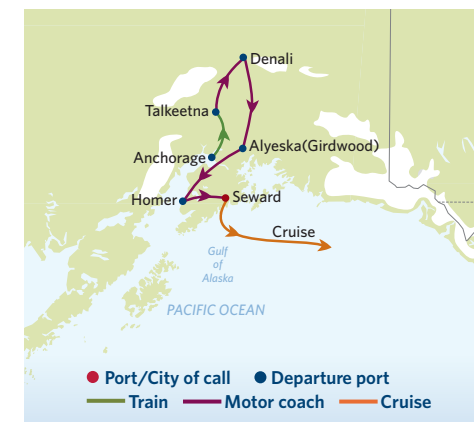 Denali
Talkeetna
Alyeska(Girdwood)
Anchorage
Homer
Seward
Cruise
Gulf
of
Alaska
PACIFIC OCEAN
Port/City of call
Departure port
Train
Motor coach
Cruise